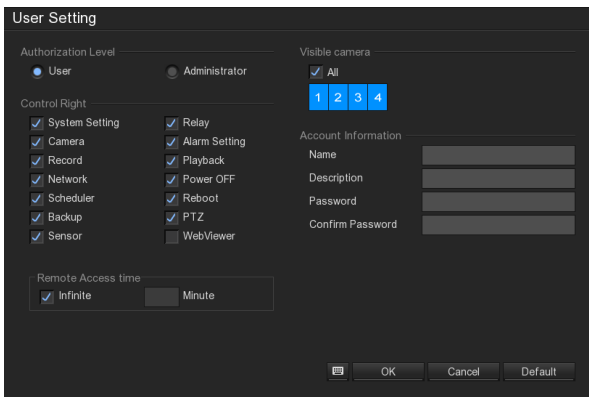 User Setting
Authorization Level
User Administrator
Control Right
System Setting Relay
Camera Alarm Setting
Record Playback
Network Power OFF
Scheduler Reboot
Backup PTZ
Sensor WebViewer
Remote Access time
Infinite Minute
Visible camera
All
1 2 3 4
Account Information
Name
Description
Password
Confirm Password
OK Cancel Default